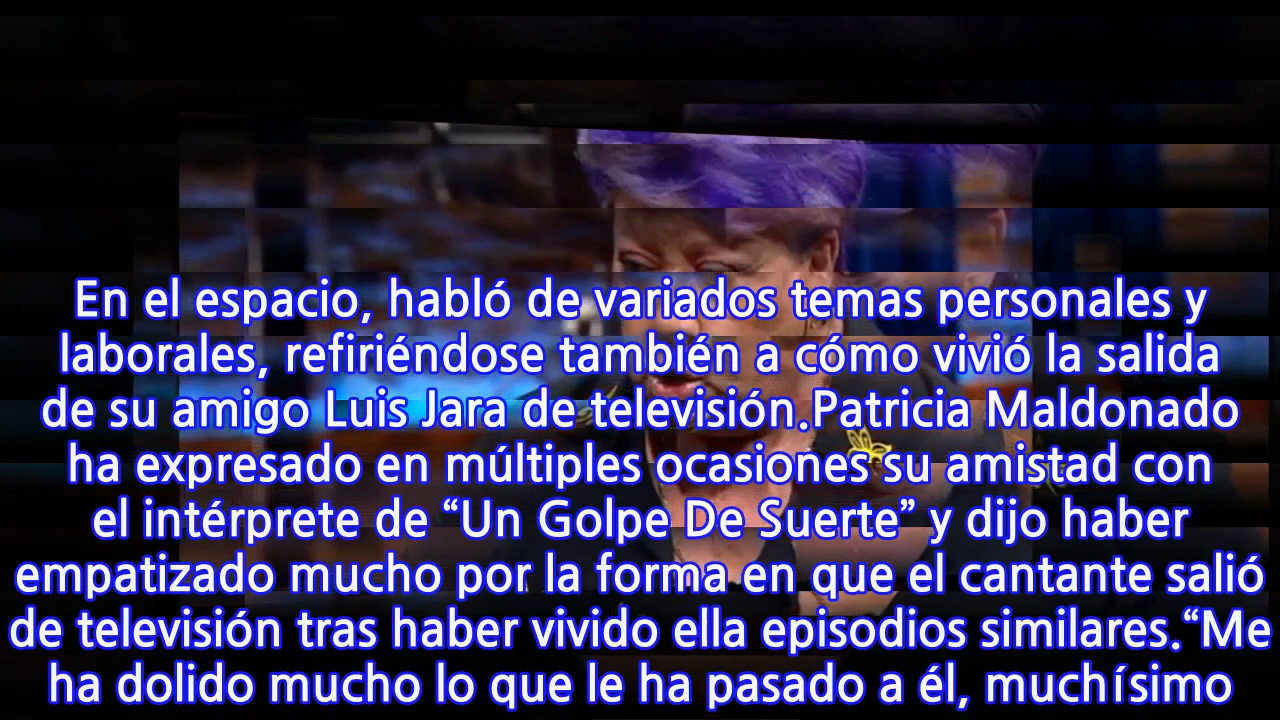 En el espacio, habló de variados temas personales y
laborales, refiriéndose también a cómo vivió la salida
de su amigo Luis Jara de televisión.Patricia Maldonado
ha expresado en múltiples ocasiones su amistad con
el intérprete de “Un Golpe De Suerte” y dijo haber
empatizado mucho por la forma en que el cantante salió
de televisión tras haber vivido ella episodios similares.“Me
ha dolido mucho lo que le ha pasado a él, muchísimo